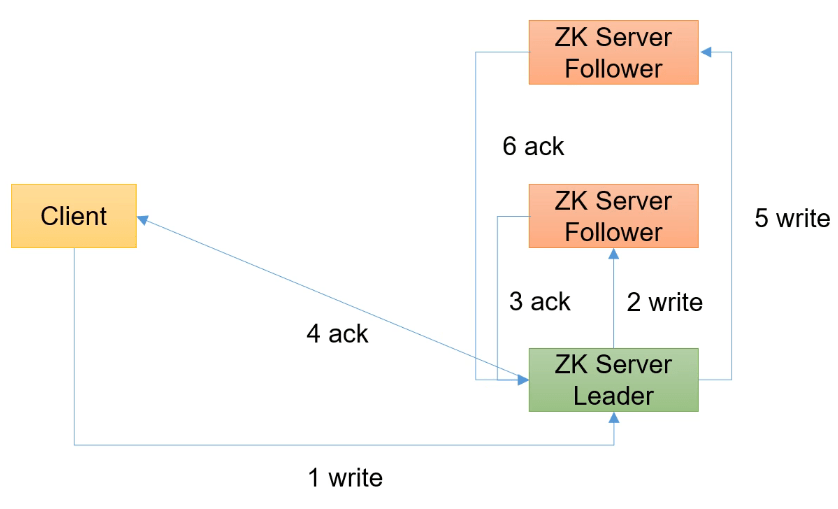 ZK Server
Follower
6 ack
Client
ZK Server
Follower
5 write
3 ack
2 write
4 ack
ZK Server
Leader
1 write